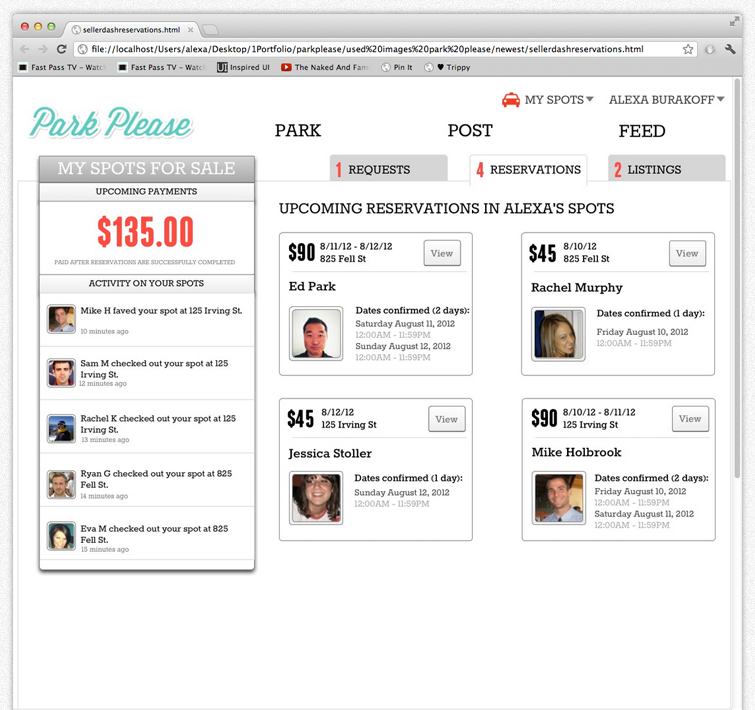 sellerdashreservations.html
file://localhost/Users/alexa/Desktop/1Portfolio/parkplease/used%20images%20park%20please/newest/sellerdashreservations.html
Fast Pass TV – Watch
Fast Pass TV – Watch
UI Inspired UI
The Naked And Fam
Pin It
♥ Trippy
MY SPOTS
ALEXA BURAKOFF
Park Please
PARK
POST
FEED
MY SPOTS FOR SALE
UPCOMING PAYMENTS
$135.00
PAID AFTER RESERVATIONS ARE SUCCESSFULLY COMPLETED
ACTIVITY ON YOUR SPOTS
Mike H faved your spot at 125 Irving St.
10 minutes ago
Sam M checked out your spot at 125
Irving St.
12 minutes ago
Rachel K checked out your spot at 125
Irving St.
13 minutes ago
Ryan G checked out your spot at 825
Fell St.
14 minutes ago
Eva M checked out your spot at 825
Fell St.
15 minutes ago
1 REQUESTS
4 RESERVATIONS
2 LISTINGS
UPCOMING RESERVATIONS IN ALEXA'S SPOTS
$90
8/11/12 - 8/12/12
825 Fell St
View
Ed Park
Dates confirmed (2 days):
Saturday August 11, 2012
12:00AM - 11:59PM
Sunday August 12, 2012
12:00AM - 11:59PM
$45
8/10/12
825 Fell St
View
Rachel Murphy
Dates confirmed (1 day):
Friday August 10, 2012
12:00AM - 11:59PM
$45
8/12/12
125 Irving St
View
Jessica Stoller
Dates confirmed (1 day):
Sunday August 12, 2012
12:00AM - 11:59PM
$90
8/10/12 - 8/11/12
125 Irving St
View
Mike Holbrook
Dates confirmed (2 days):
Friday August 10, 2012
12:00AM - 11:59PM
Saturday August 11, 2012
12:00AM - 11:59PM